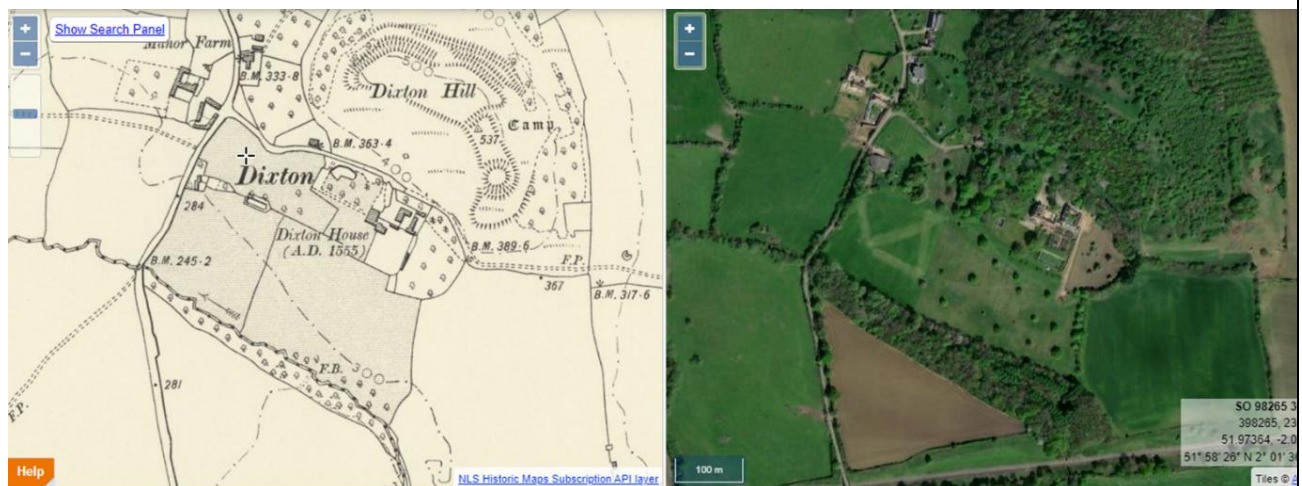 +
−
Show Search Panel
Manor Farm
B.M. 333·8
Dixton Hill
Camp
537
B.M. 363·4
Dixton
284
Dixton House
(A.D. 1555)
B.M. 389·6
B.M. 245·2
F.P.
367
B.M. 317·6
F.B.
281
F.P.
Help
NLS Historic Maps Subscription API layer
+
−
100 m
SO 98265 3
398265, 23
51.97364, -2.0
51° 58' 26" N 2° 01' 3
Tiles ©